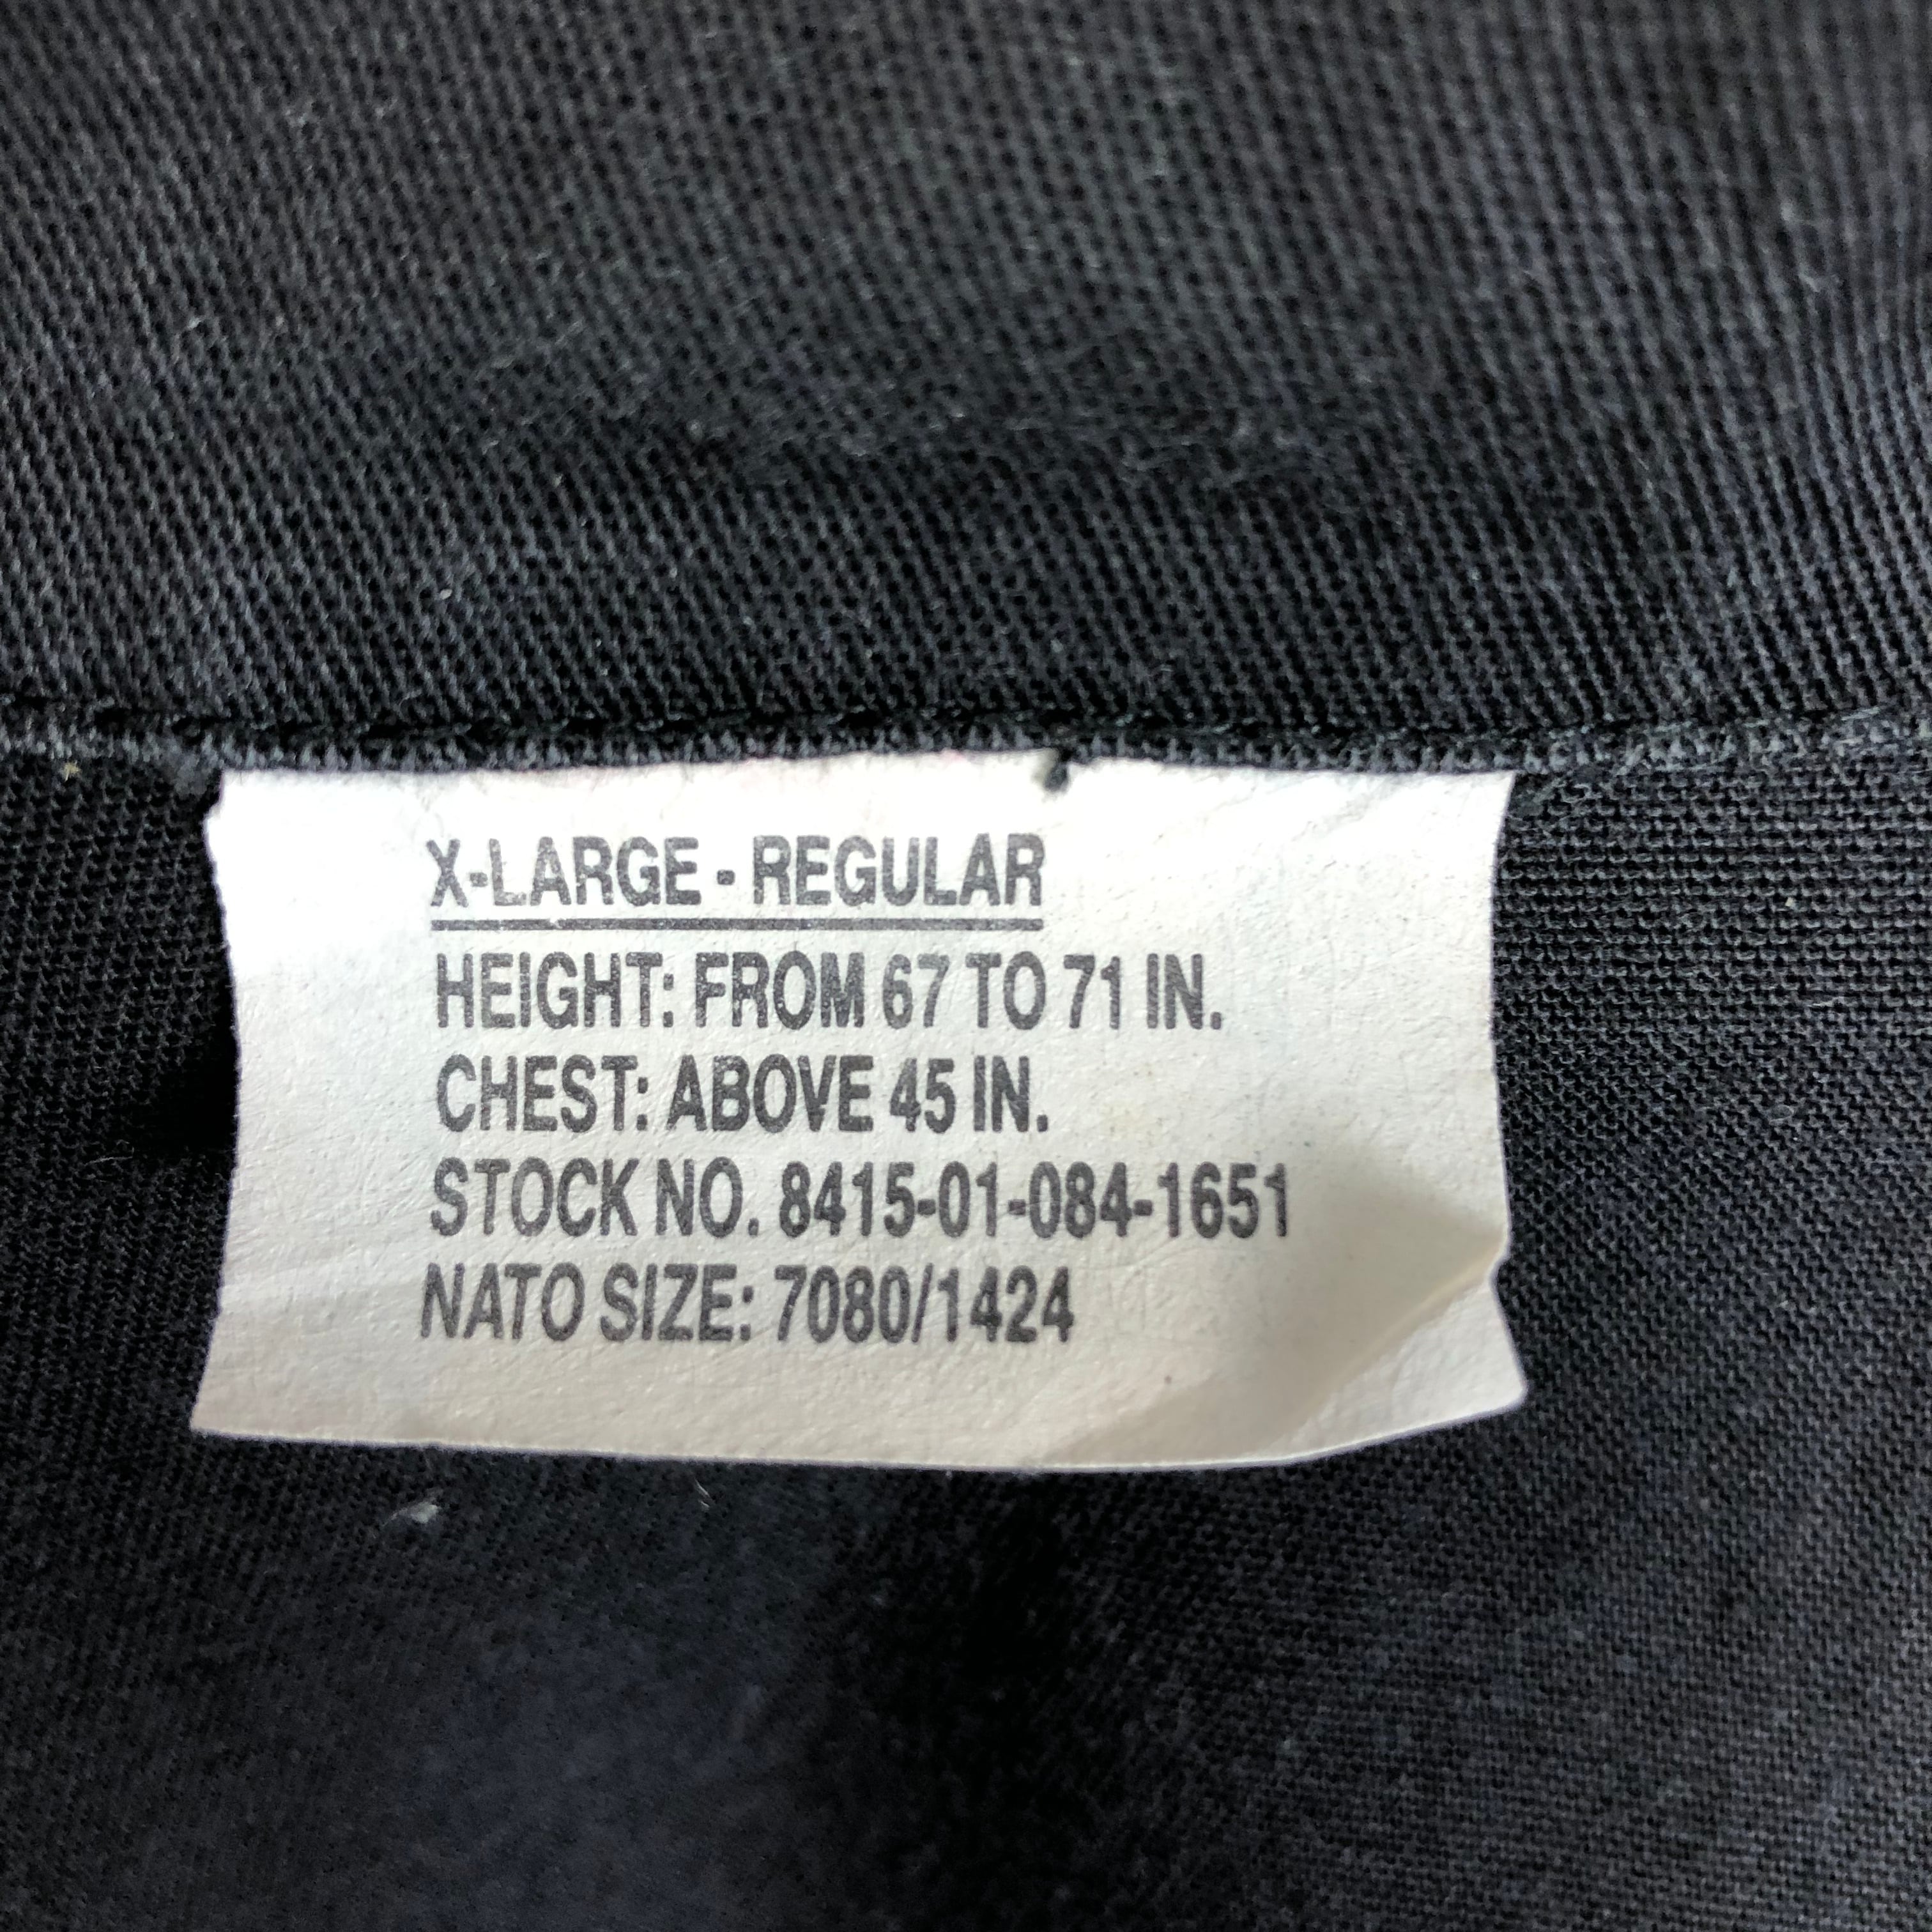 X-LARGE - REGULAR
HEIGHT: FROM 67 TO 71 IN.
CHEST: ABOVE 45 IN.
STOCK NO. 8415-01-084-1651
NATO SIZE: 7080/1424